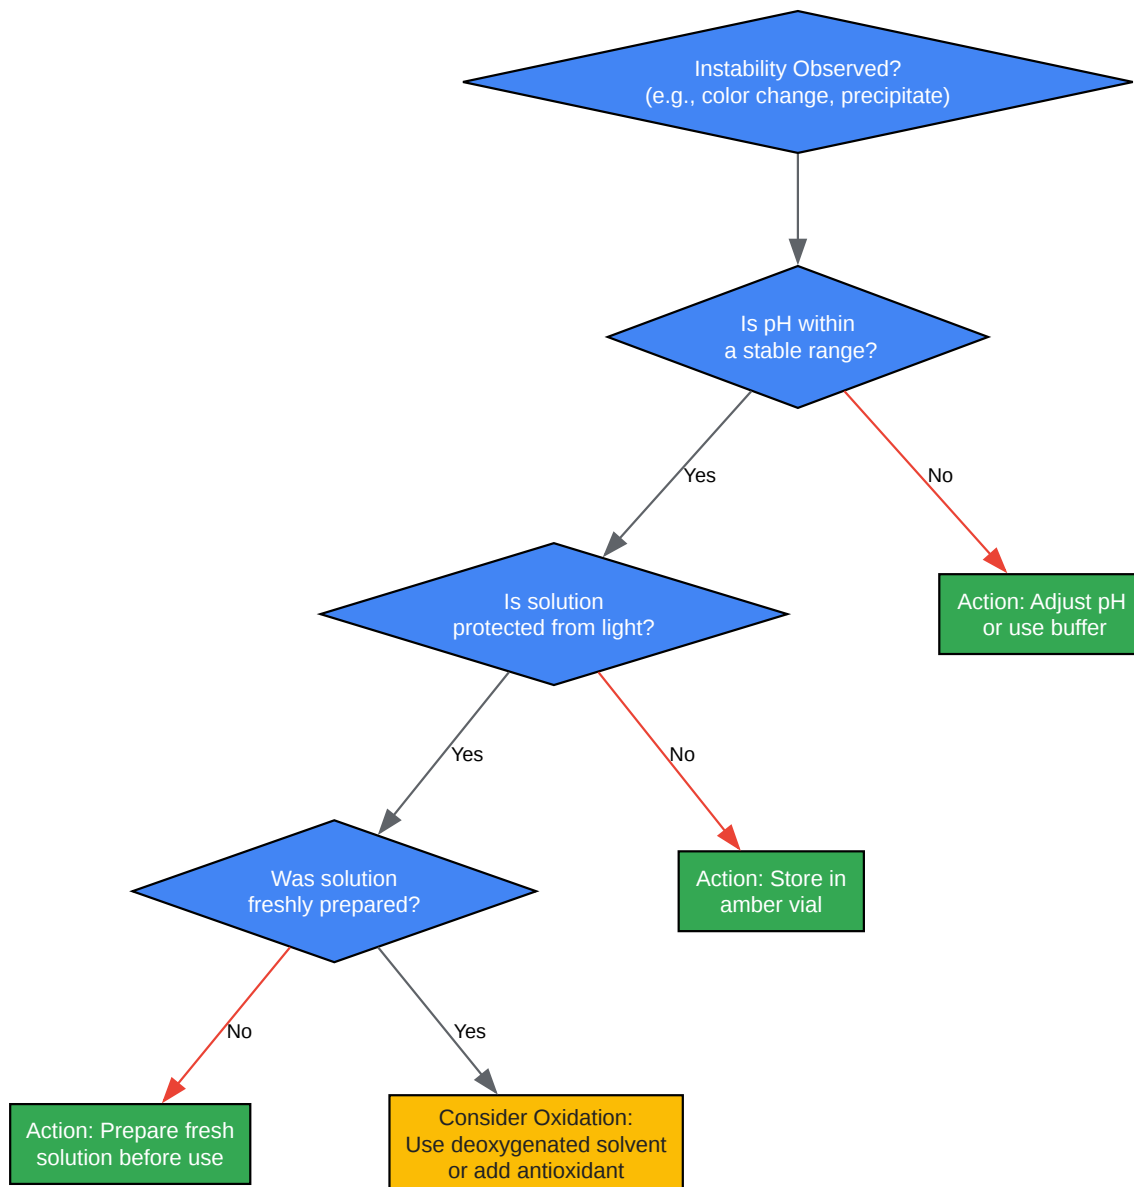 Instability Observed?
(e.g., color change, precipitate)
Is pH within
a stable range?
Yes
No
Is solution
protected from light?
Action: Adjust pH
or use buffer
Yes
No
Was solution
freshly prepared?
Action: Store in
amber vial
No
Yes
Action: Prepare fresh
solution before use
Consider Oxidation:
Use deoxygenated solvent
or add antioxidant